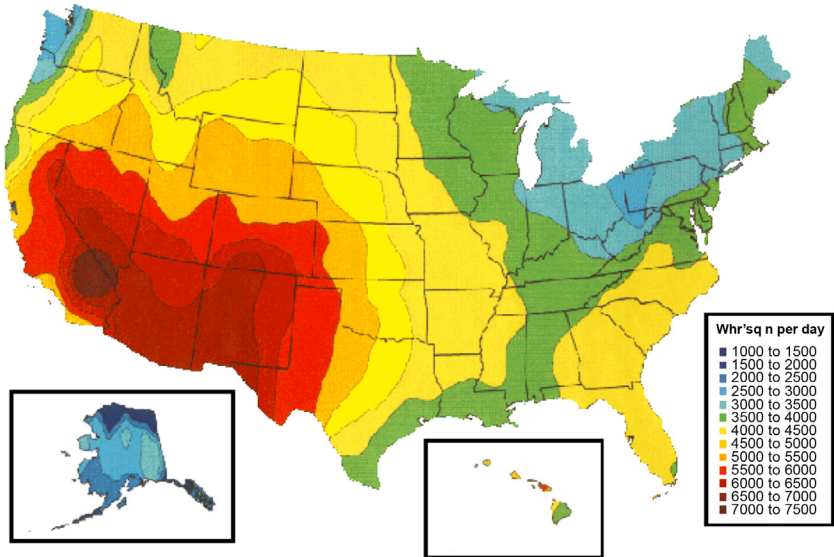 Whr'sq n per day
1000 to 1500
1500 to 2000
2000 to 2500
2500 to 3000
3000 to 3500
3500 to 4000
4000 to 4500
4500 to 5000
5000 to 5500
5500 to 6000
6000 to 6500
6500 to 7000
7000 to 7500